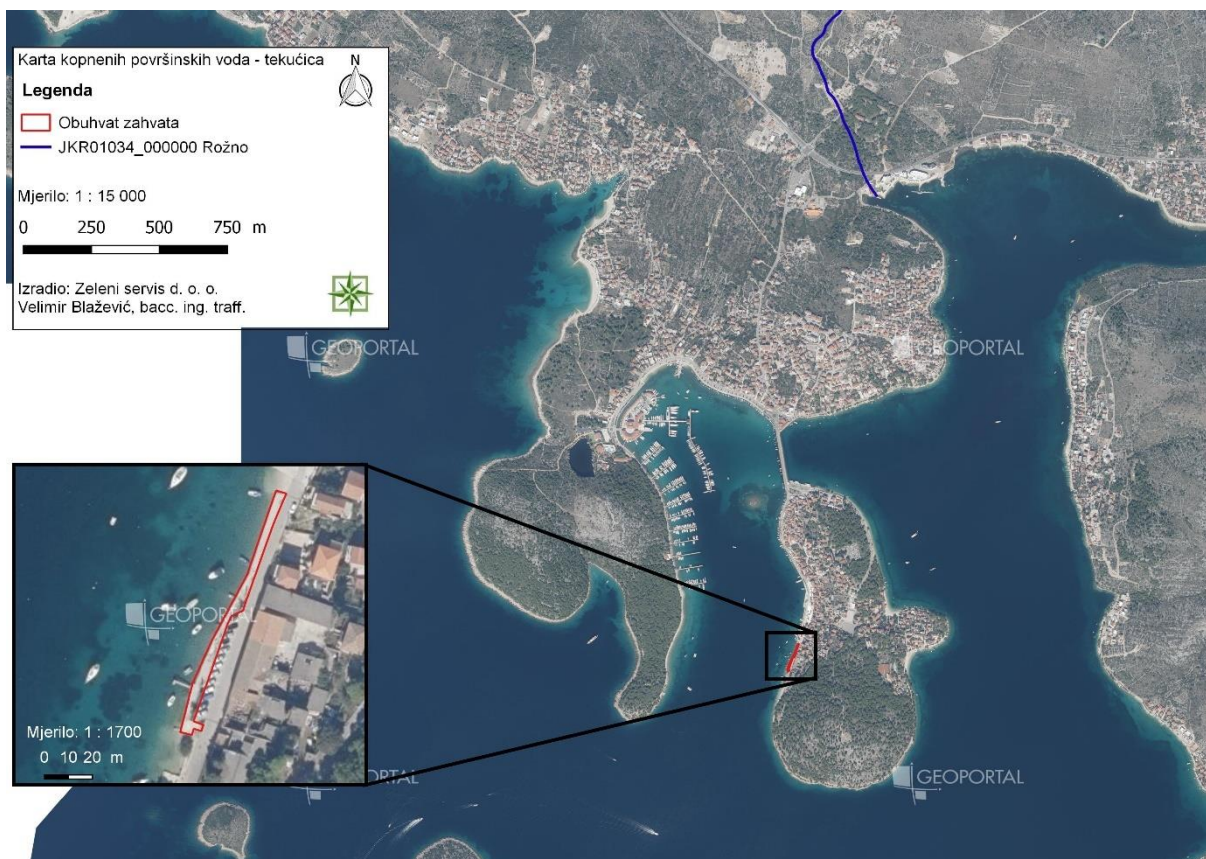 Karta kopnenih površinskih voda - tekućica
N
Legenda
Obuhvat zahvata
JKR01034_000000 Rožno
Mjerilo: 1 : 15 000
0 250 500 750 m
Izradio: Zeleni servis d. o. o.
Velimir Blažević, bacc. ing. traff.
GEOPORTAL
GEOPORTAL
GEOPORTAL
Mjerilo: 1 : 1700
0 10 20 m
GEOPORTAL
GEOPORTAL